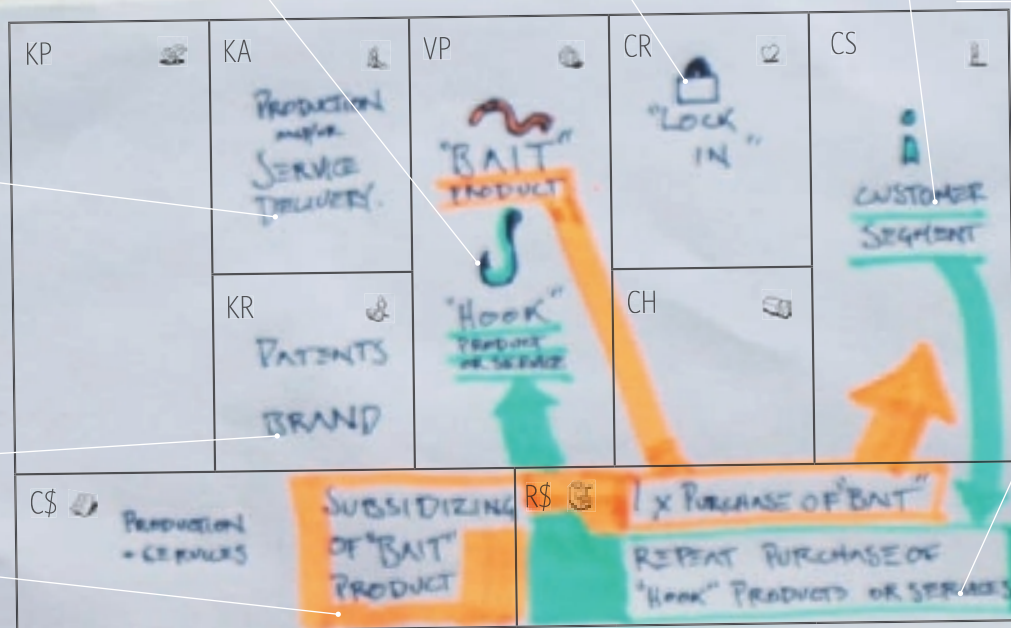 KP
KA
PRODUCTION
and/or
SERVICE
DELIVERY.
KR
PATENTS
BRAND
VP
"BAIT"
PRODUCT
"HOOK"
PRODUCT
OR SERVICE
CR
"LOCK
IN"
CH
CS
CUSTOMER
SEGMENT
C$
PRODUCTION
+ SERVICES
SUBSIDIZING
OF "BAIT"
PRODUCT
R$
1 x PURCHASE OF "BAIT"
REPEAT PURCHASE OF
"HOOK" PRODUCTS OR SERVICES